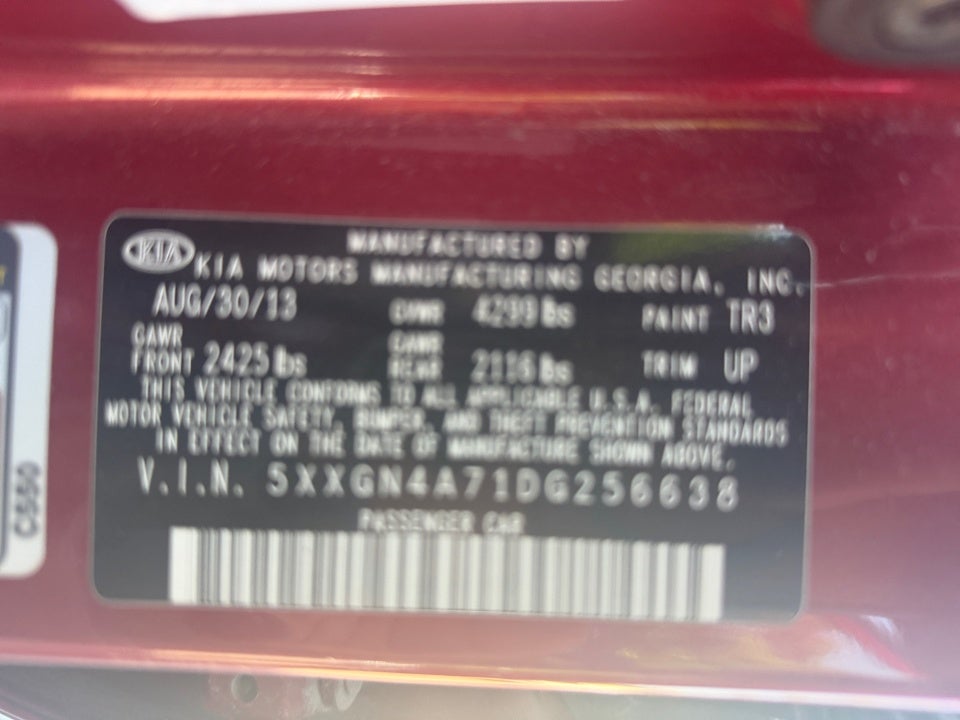 KIA
MANUFACTURED BY
KIA MOTORS MANUFACTURING GEORGIA, INC.
AUG/30/13 GVWR 4299 lbs PAINT TR3
GAWR FRONT 2425 lbs GAWR REAR 2116 lbs TRIM UP
THIS VEHICLE CONFORMS TO ALL APPLICABLE U.S.A. FEDERAL
MOTOR VEHICLE SAFETY, BUMPER, AND THEFT PREVENTION STANDARDS
IN EFFECT ON THE DATE OF MANUFACTURE SHOWN ABOVE.
V.I.N. 5XXGN4A71DG256638
PASSENGER CAR
C550